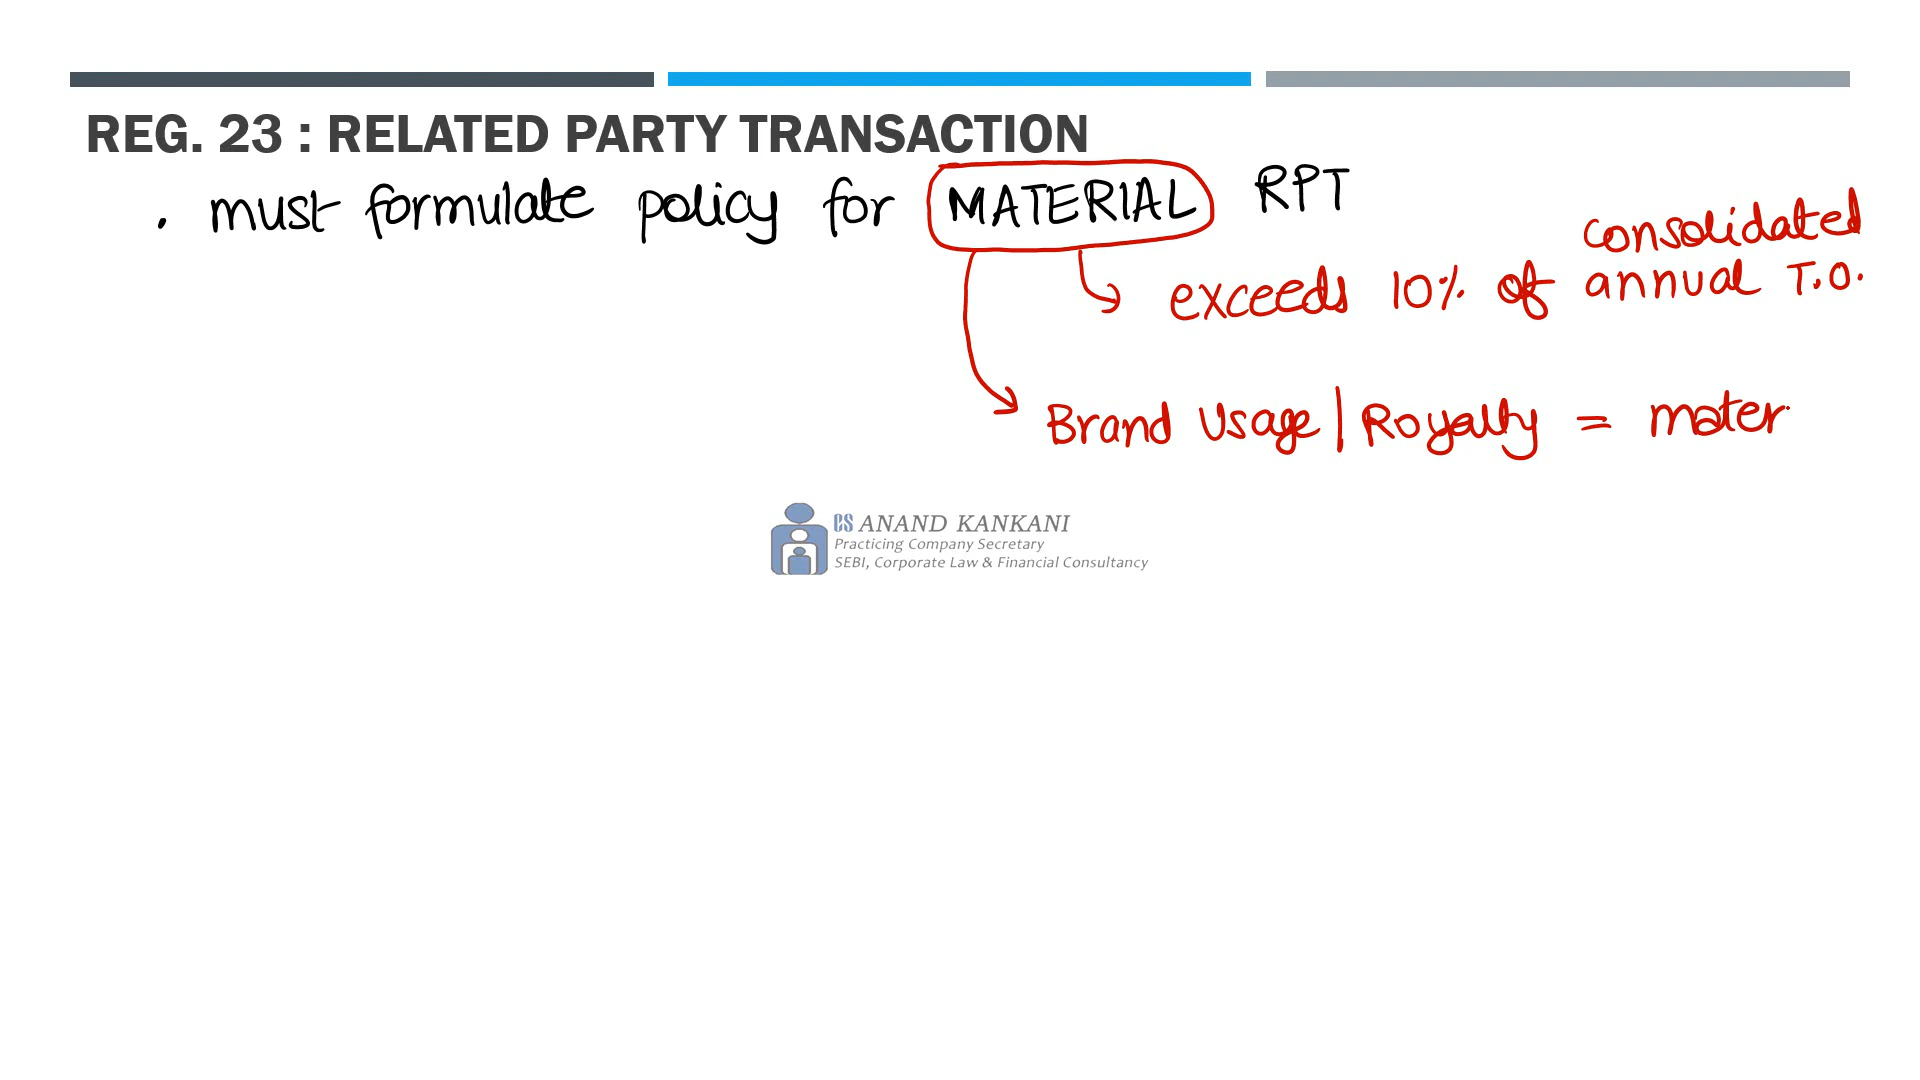 REG. 23 : RELATED PARTY TRANSACTION
. must formulate policy for MATERIAL RPT
consolidated
exceeds 10% of annual T.O.
Brand Usage | Royalty = mater
CS ANAND KANKANI
Practicing Company Secretary
SEBI, Corporate Law & Financial Consultancy